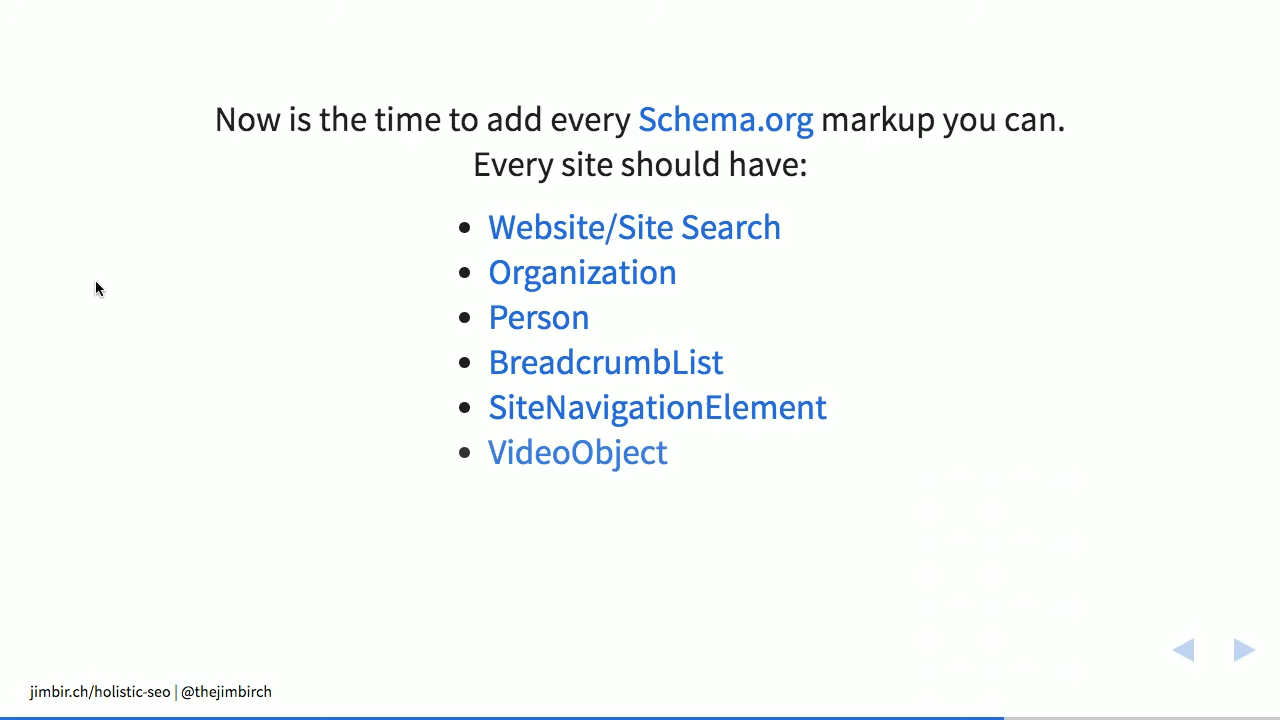 Now is the time to add every Schema.org markup you can.
Every site should have:
Website/Site Search
Organization
Person
BreadcrumbList
SiteNavigationElement
VideoObject
jimbir.ch/holistic-seo | @thejimbirch